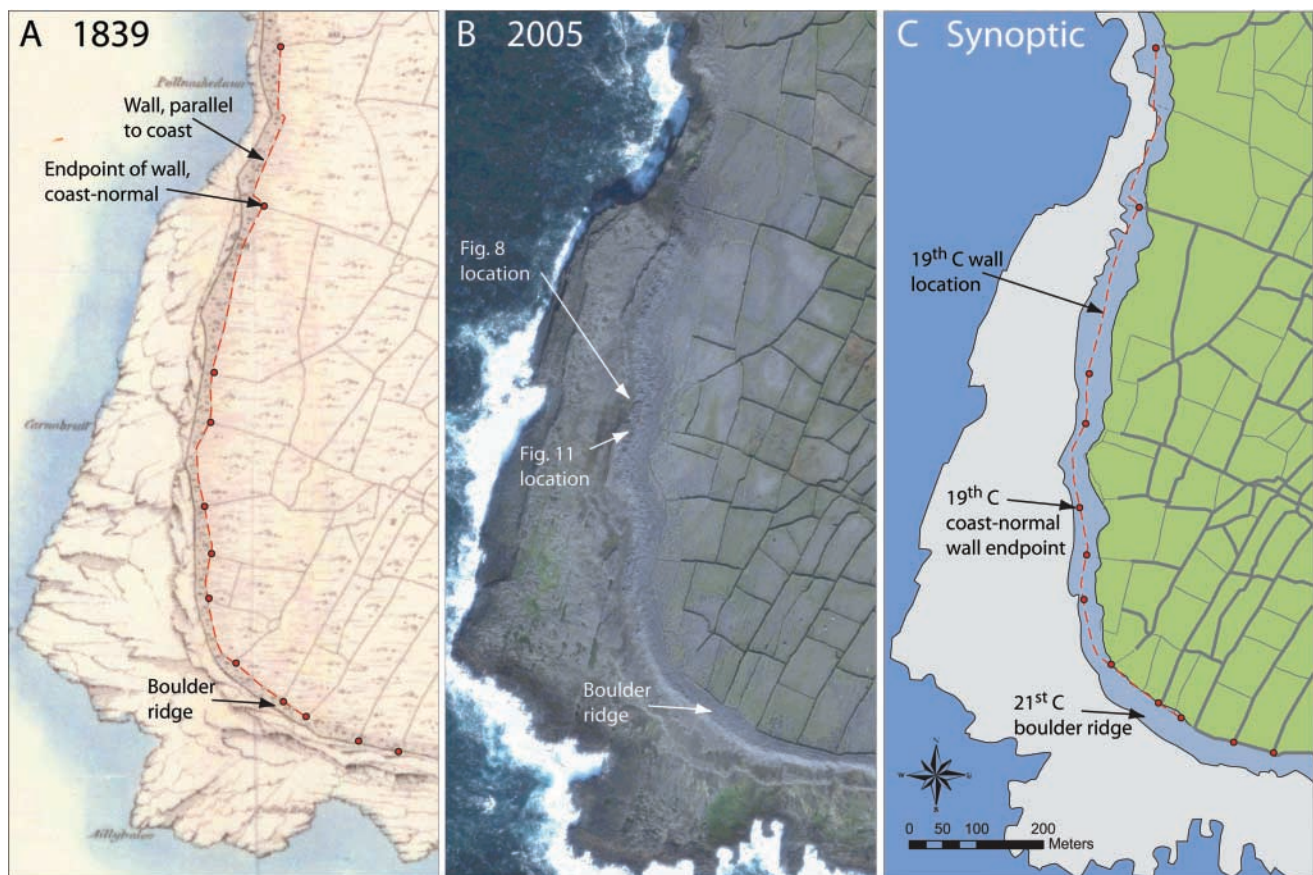 A 1839
Pollnashedaun
Wall, parallel
to coast
Endpoint of wall,
coast-normal
Carnabruil
Boulder
ridge
B 2005
Fig. 8
location
Fig. 11
location
Boulder
ridge
C Synoptic
19th C wall
location
19th C
coast-normal
wall endpoint
21st C
boulder ridge
N
W
E
S
0 50 100 200
Meters